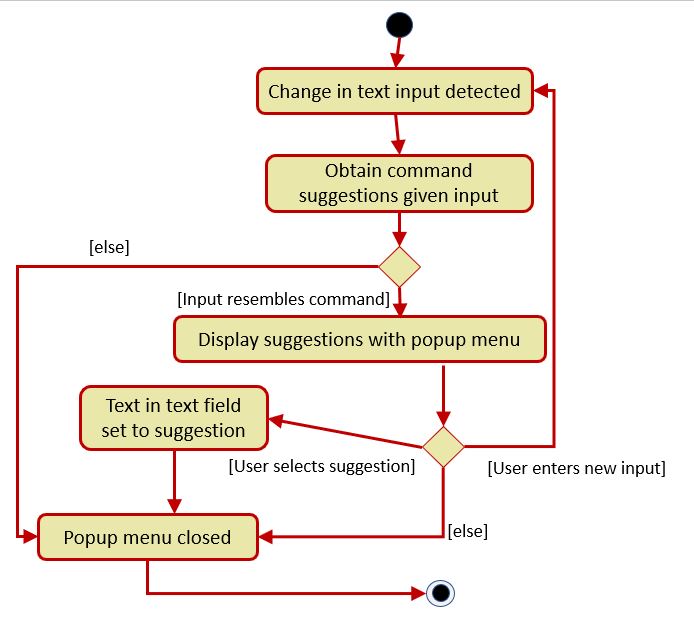 Change in text input detected
Obtain command
suggestions given input
[else]
[Input resembles command]
Display suggestions with popup menu
Text in text field
set to suggestion
[User selects suggestion]
[User enters new input]
[else]
Popup menu closed